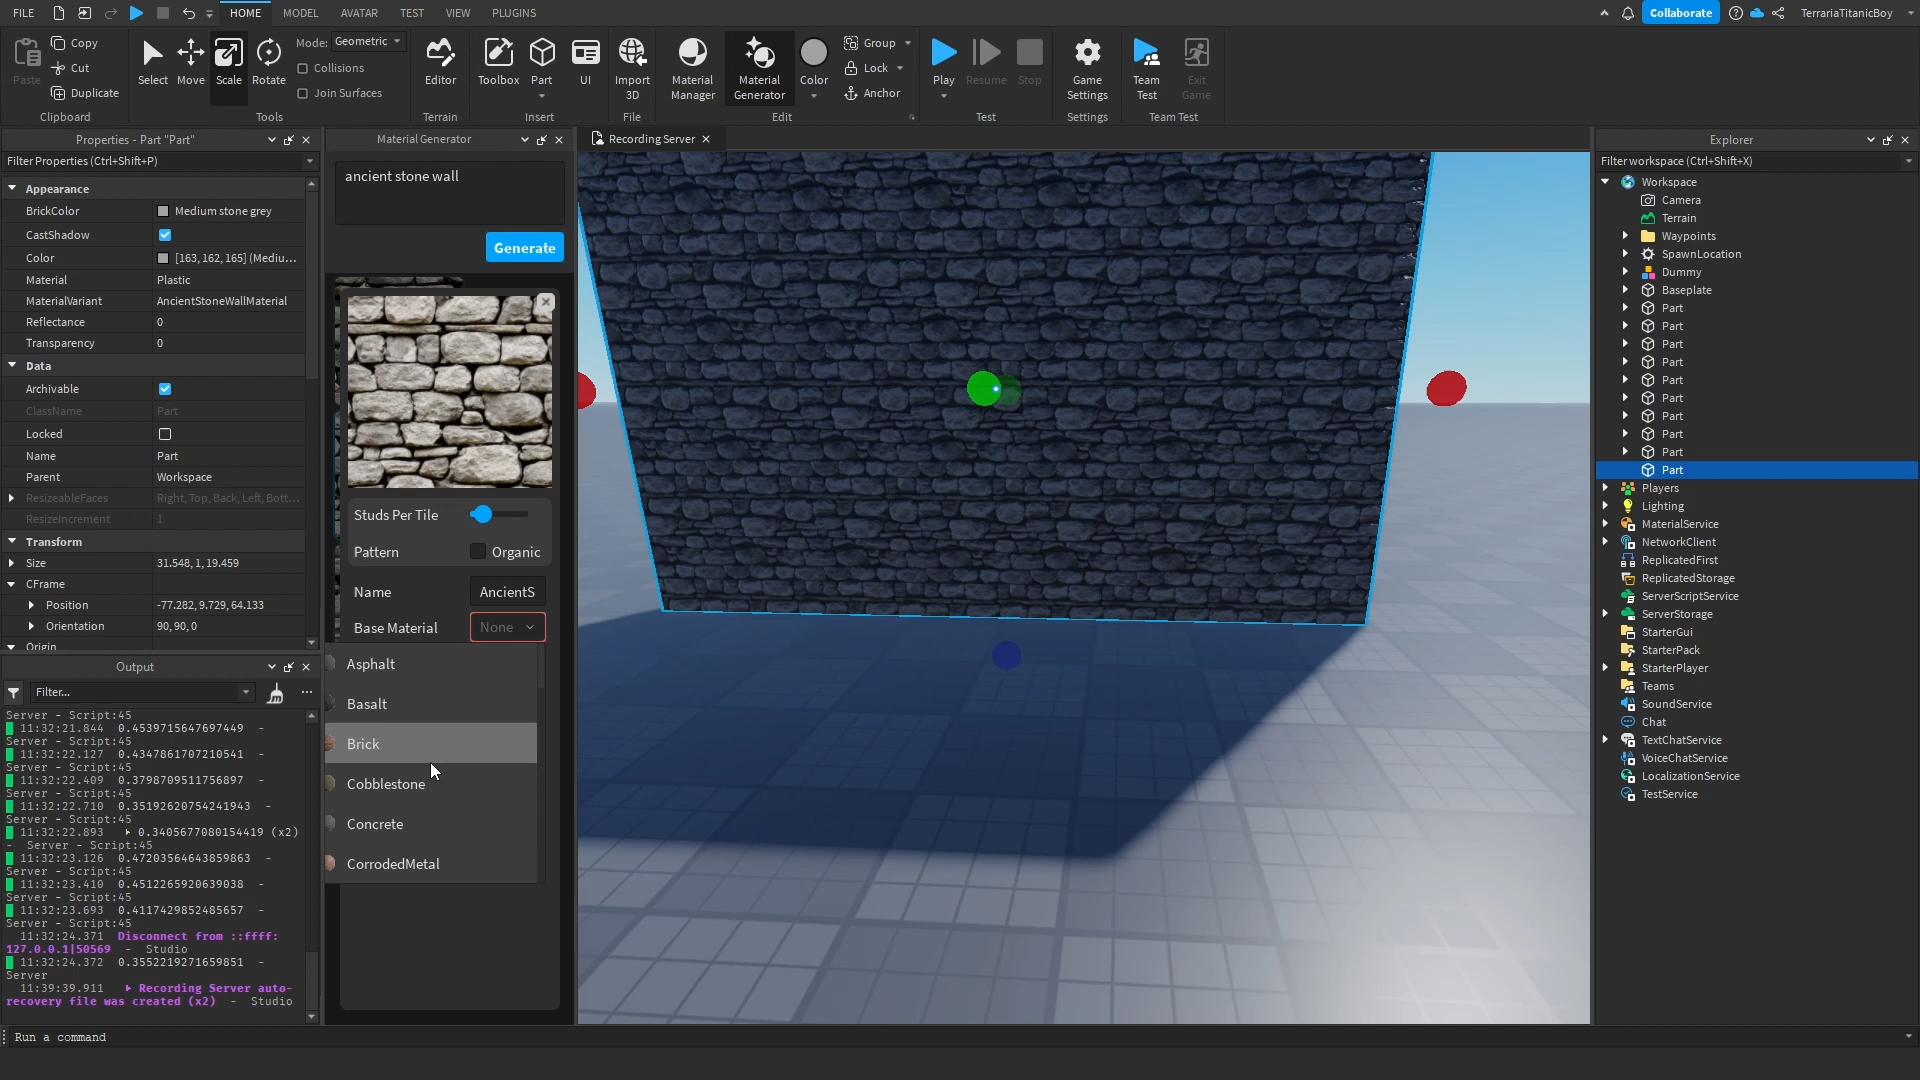 FILE
HOME
MODEL
AVATAR
TEST
VIEW
PLUGINS
Collaborate
TerrariaTitanicBoy
Paste
Copy
Cut
Duplicate
Clipboard
Select
Move
Scale
Rotate
Mode:
Geometric
Collisions
Join Surfaces
Tools
Editor
Terrain
Toolbox
Part
UI
Insert
Import
3D
File
Material
Manager
Material
Generator
Color
Group
Lock
Anchor
Edit
Play
Resume
Stop
Test
Game
Settings
Settings
Team
Test
Exit
Game
Team Test
Properties - Part "Part"
Filter Properties (Ctrl+Shift+P)
Appearance
BrickColor Medium stone grey
CastShadow
Color [163, 162, 165] (Mediu...
Material Plastic
MaterialVariant AncientStoneWallMaterial
Reflectance 0
Transparency 0
Data
Archivable
ClassName Part
Locked
Name Part
Parent Workspace
ResizeableFaces Right, Top, Back, Left, Bott...
ResizeIncrement 1
Transform
Size 31.548, 1, 19.459
CFrame
Position -77.282, 9.729, 64.133
Orientation 90, 90, 0
Origin
Output
Filter...
Server - Script:45
11:32:21.844 0.4539715647697449 -
Server - Script:45
11:32:22.127 0.4347861707210541 -
Server - Script:45
11:32:22.409 0.3798709511756897 -
Server - Script:45
11:32:22.710 0.35192620754241943 -
Server - Script:45
11:32:22.893 0.3405677080154419 (x2)
- Server - Script:45
11:32:23.126 0.47203564643859863 -
Server - Script:45
11:32:23.410 0.4512265920639038 -
Server - Script:45
11:32:23.693 0.4117429852485657 -
Server - Script:45
11:32:24.371 Disconnect from ::ffff:
127.0.0.1|50569 - Studio
11:32:24.372 0.3552219271659851 -
Server
11:39:39.911 Recording Server auto-
recovery file was created (x2) - Studio
Run a command
Material Generator
ancient stone wall
Generate
Studs Per Tile
Pattern Organic
Name AncientS
Base Material None
Asphalt
Basalt
Brick
Cobblestone
Concrete
CorrodedMetal
Recording Server
Explorer
Filter workspace (Ctrl+Shift+X)
Workspace
Camera
Terrain
Waypoints
SpawnLocation
Dummy
Baseplate
Part
Part
Part
Part
Part
Part
Part
Part
Part
Part
Players
Lighting
MaterialService
NetworkClient
ReplicatedFirst
ReplicatedStorage
ServerScriptService
ServerStorage
StarterGui
StarterPack
StarterPlayer
Teams
SoundService
Chat
TextChatService
VoiceChatService
LocalizationService
TestService